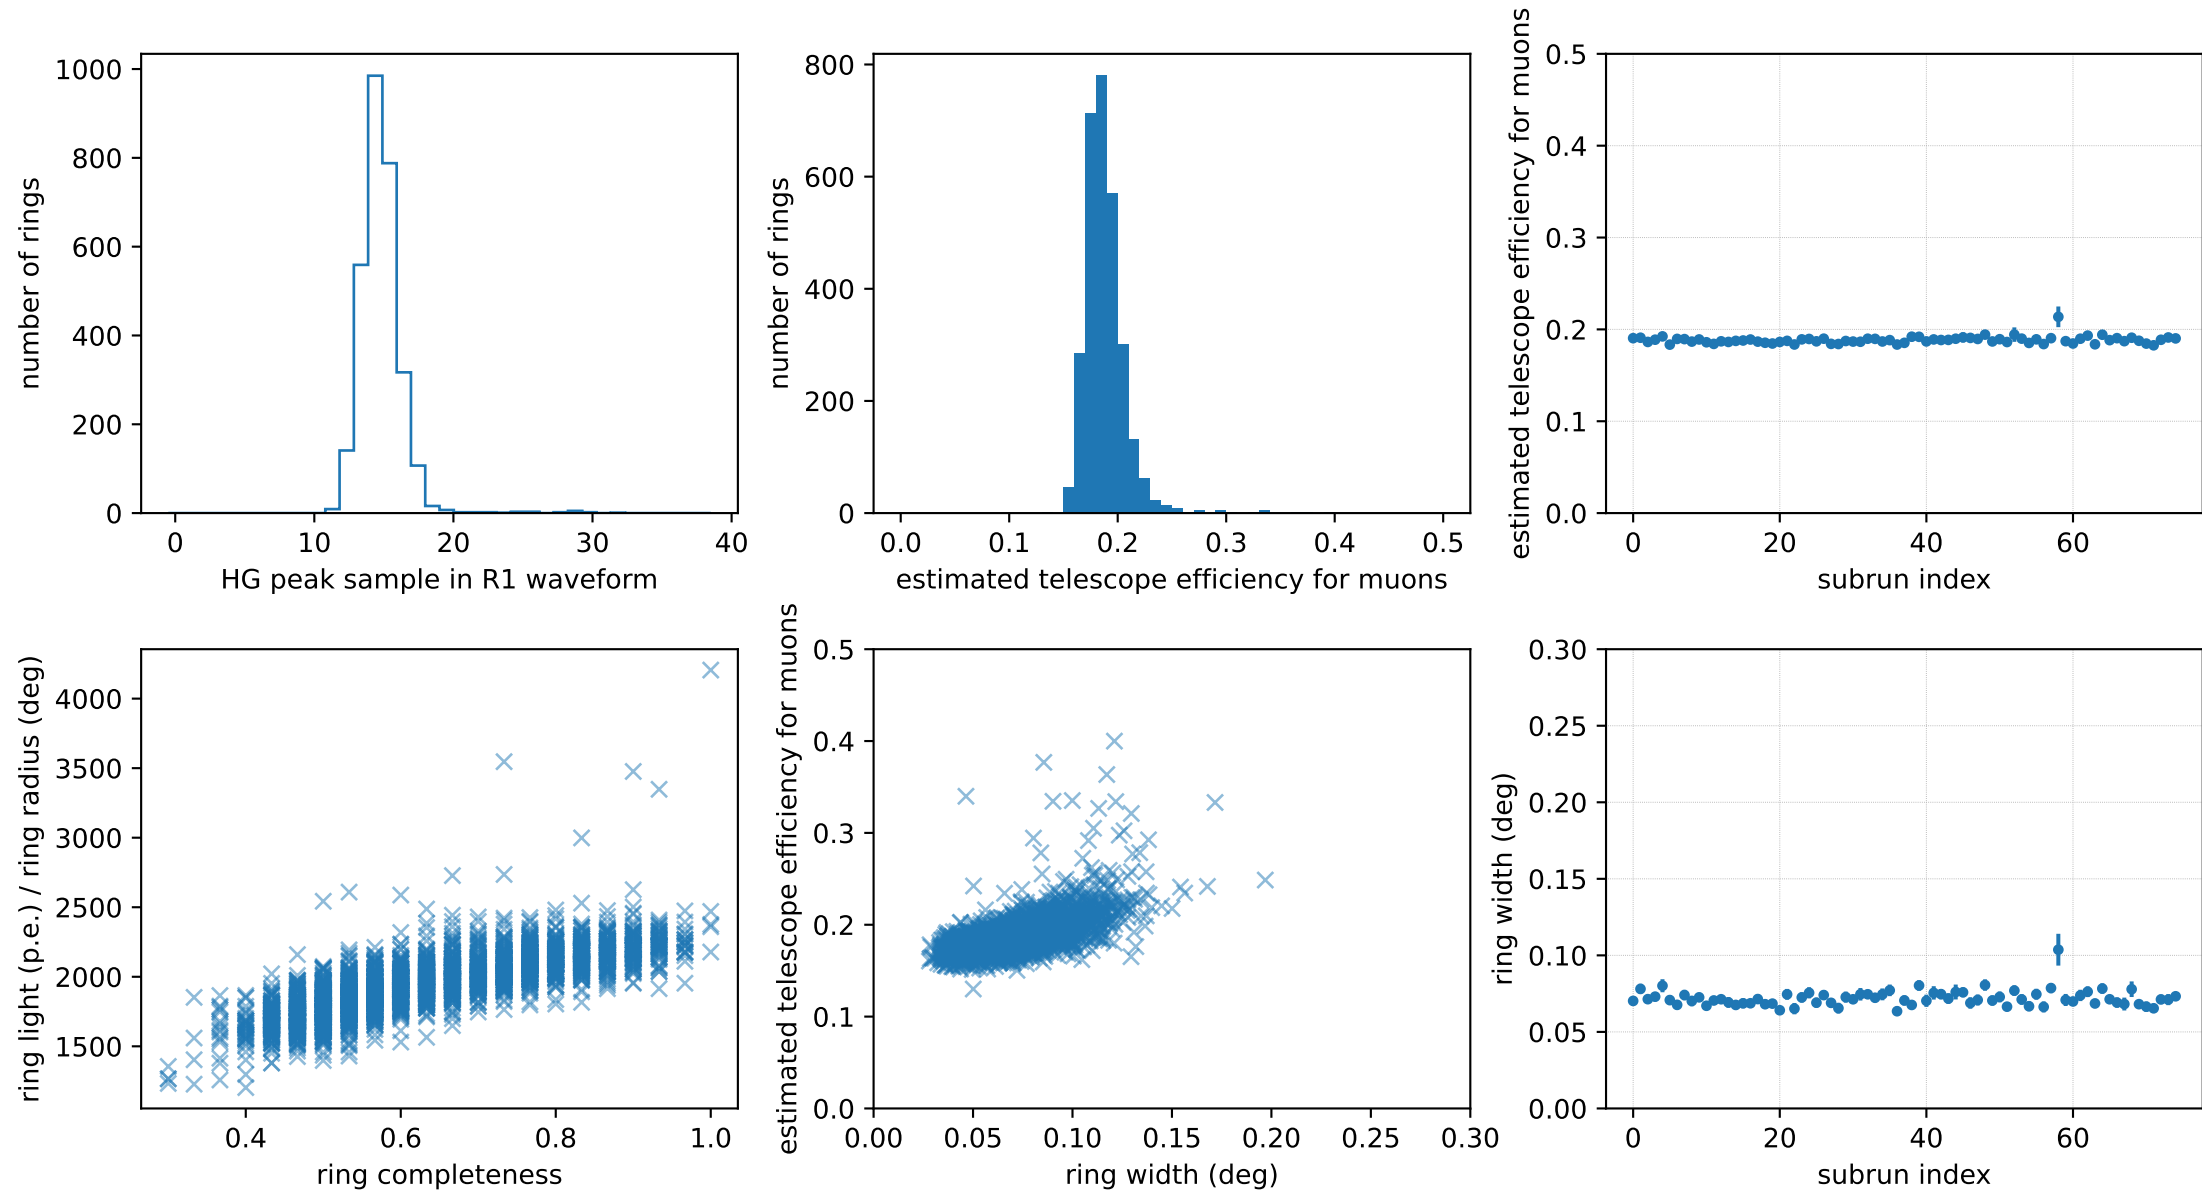 1000
800
600
400
200
0
number of rings
0 10 20 30 40
HG peak sample in R1 waveform
800
600
400
200
0
number of rings
0.0 0.1 0.2 0.3 0.4 0.5
estimated telescope efficiency for muons
0.5
0.4
0.3
0.2
0.1
0.0
estimated telescope efficiency for muons
0 20 40 60
subrun index
4000
3500
3000
2500
2000
1500
ring light (p.e.) / ring radius (deg)
0.4 0.6 0.8 1.0
ring completeness
0.5
0.4
0.3
0.2
0.1
0.0
estimated telescope efficiency for muons
0.00 0.05 0.10 0.15 0.20 0.25 0.30
ring width (deg)
0.30
0.25
0.20
0.15
0.10
0.05
0.00
ring width (deg)
0 20 40 60
subrun index